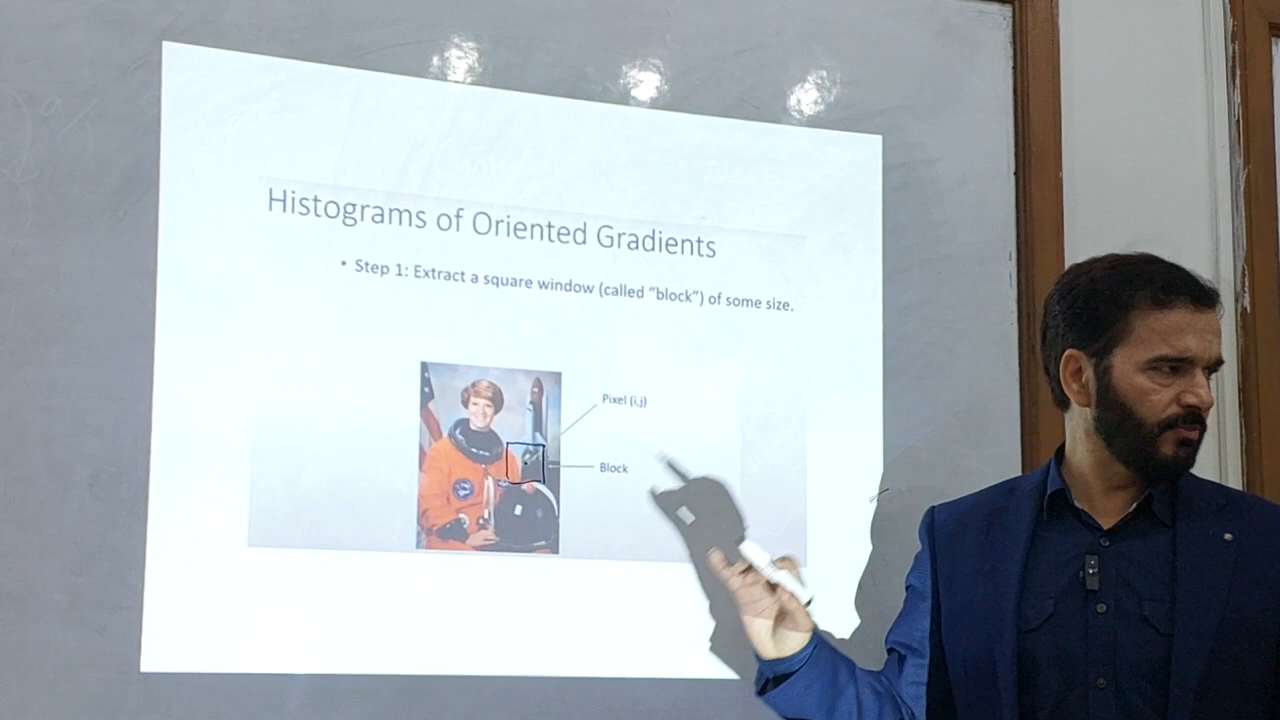 Histograms of Oriented Gradients
• Step 1: Extract a square window (called “block”) of some size.
Pixel (i,j)
Block